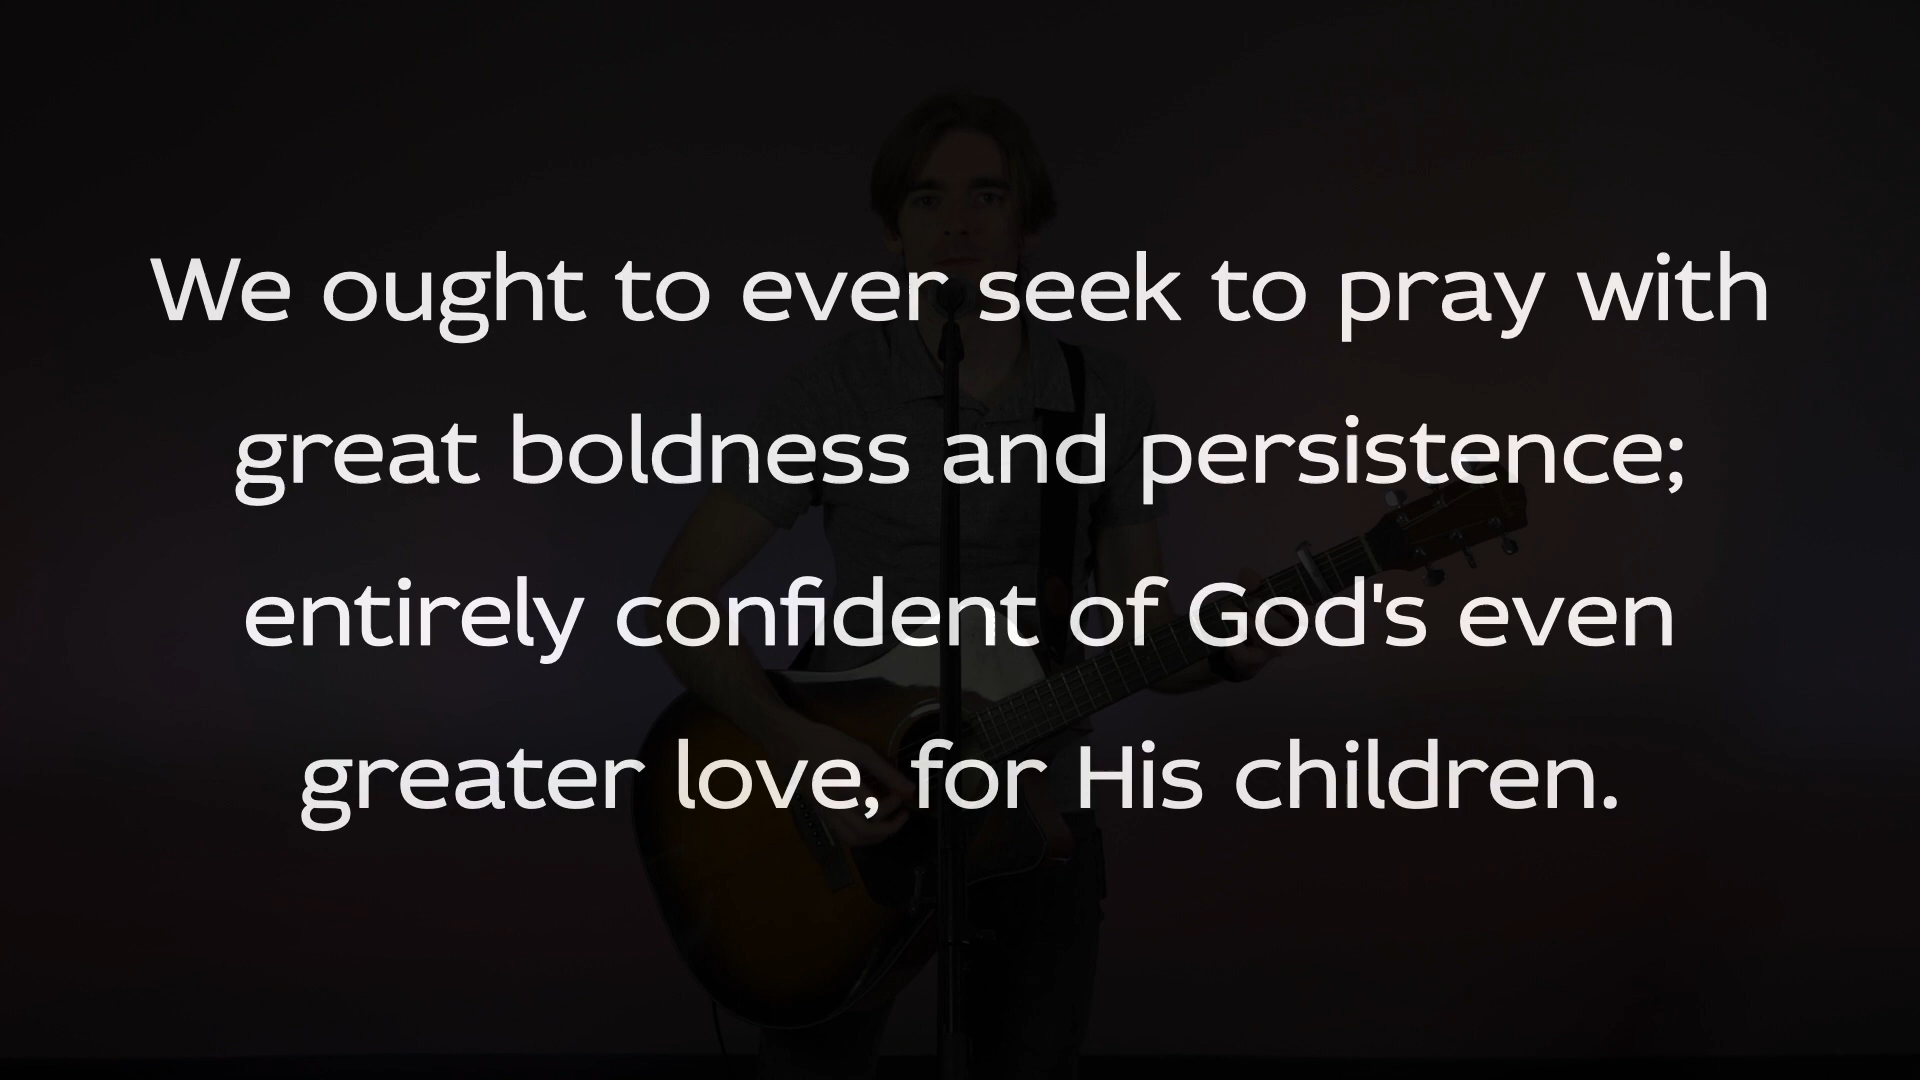 We ought to ever seek to pray with
great boldness and persistence;
entirely confident of God's even
greater love, for His children.